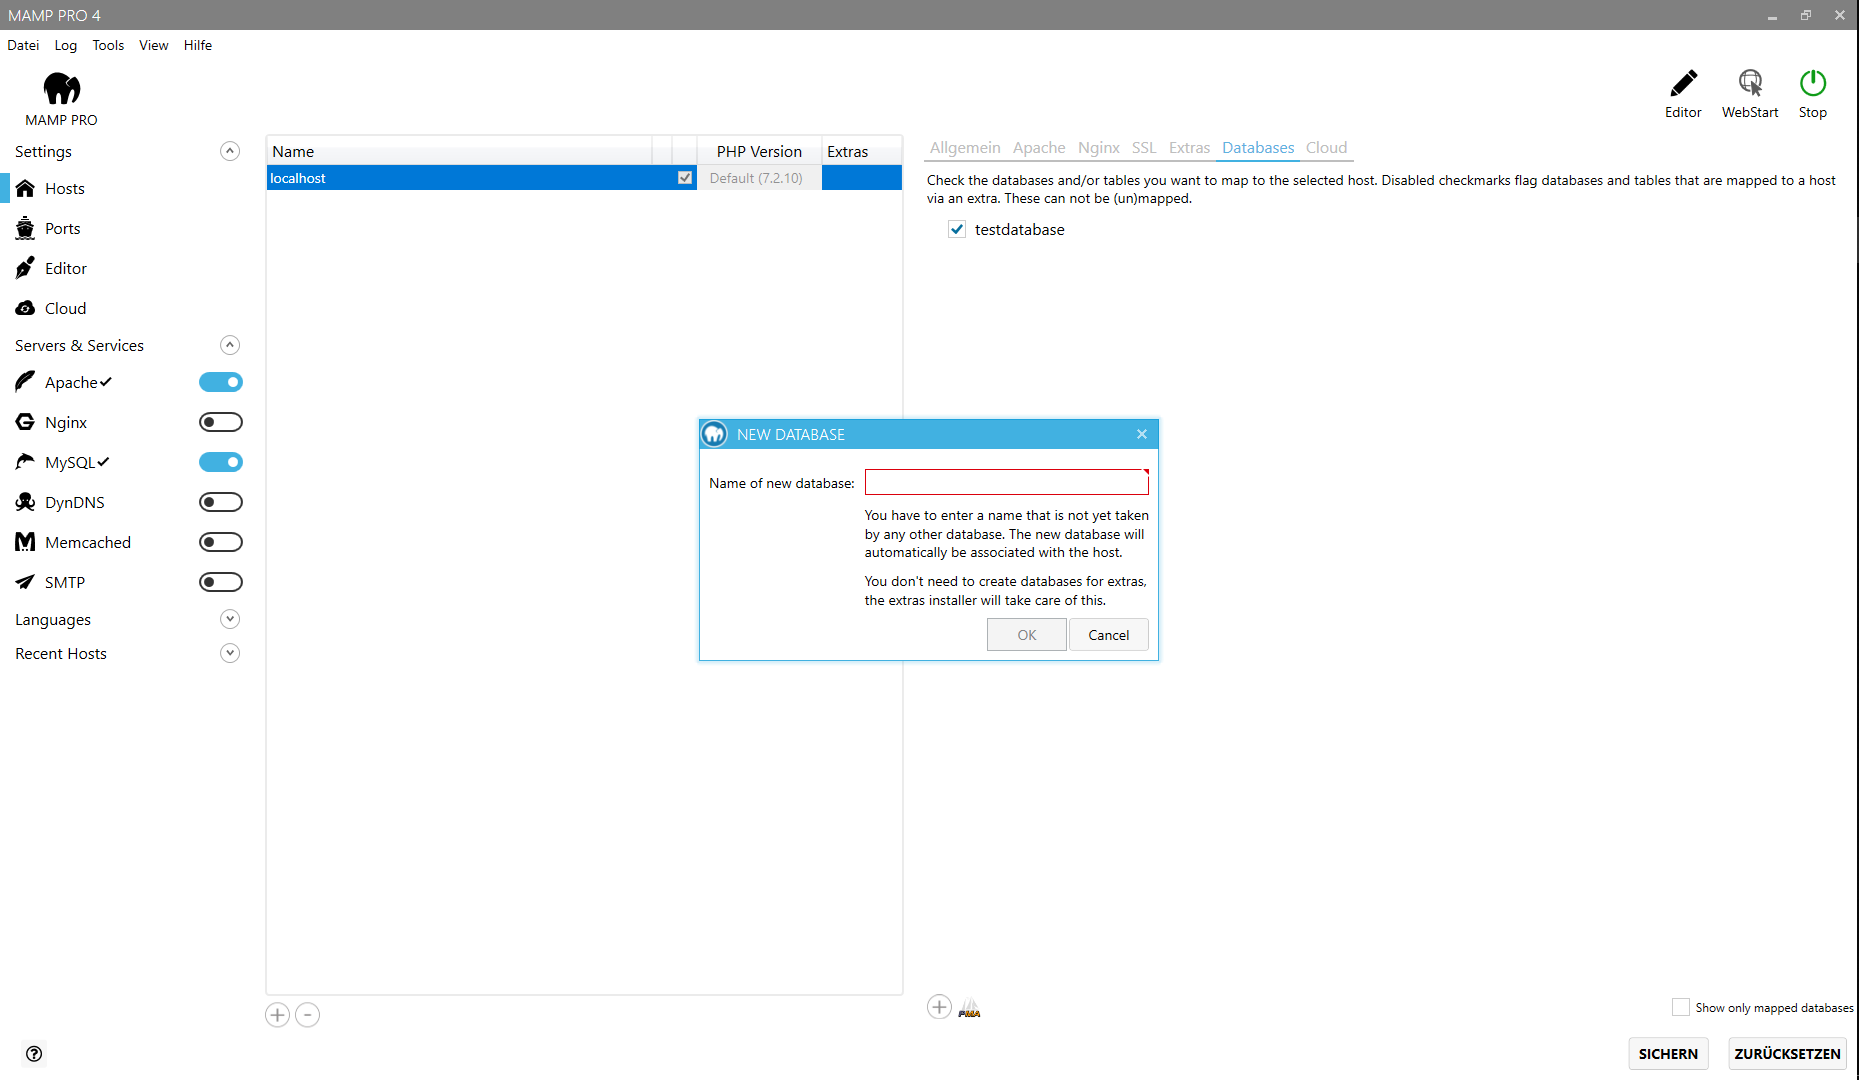 MAMP PRO 4
Datei Log Tools View Hilfe
MAMP PRO
Editor WebStart Stop
Settings
Hosts
Ports
Editor
Cloud
Servers & Services
Apache
Nginx
MySQL
DynDNS
Memcached
SMTP
Languages
Recent Hosts
Name PHP Version Extras
localhost Default (7.2.10)
Allgemein Apache Nginx SSL Extras Databases Cloud
Check the databases and/or tables you want to map to the selected host. Disabled checkmarks flag databases and tables that are mapped to a host
via an extra. These can not be (un)mapped.
testdatabase
NEW DATABASE
Name of new database:
You have to enter a name that is not yet taken
by any other database. The new database will
automatically be associated with the host.
You don't need to create databases for extras,
the extras installer will take care of this.
OK Cancel
PMA
Show only mapped databases
SICHERN ZURÜCKSETZEN